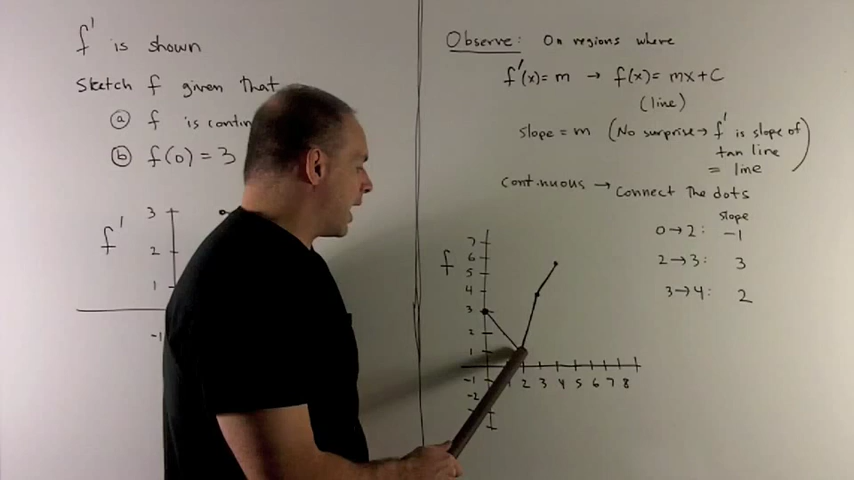 f' is shown
Sketch f given that
ⓐ f is contin
ⓑ f(0) = 3
f'
3
2
1
-1
Observe: On regions where
f'(x) = m → f(x) = mx + C
(line)
slope = m (No surprise → f' is slope of
tan line
= line)
continuous → Connect the dots
slope
0 → 2: -1
2 → 3: 3
3 → 4: 2
f
7
6
5
4
3
2
1
-1
-2
2 3 4 5 6 7 8